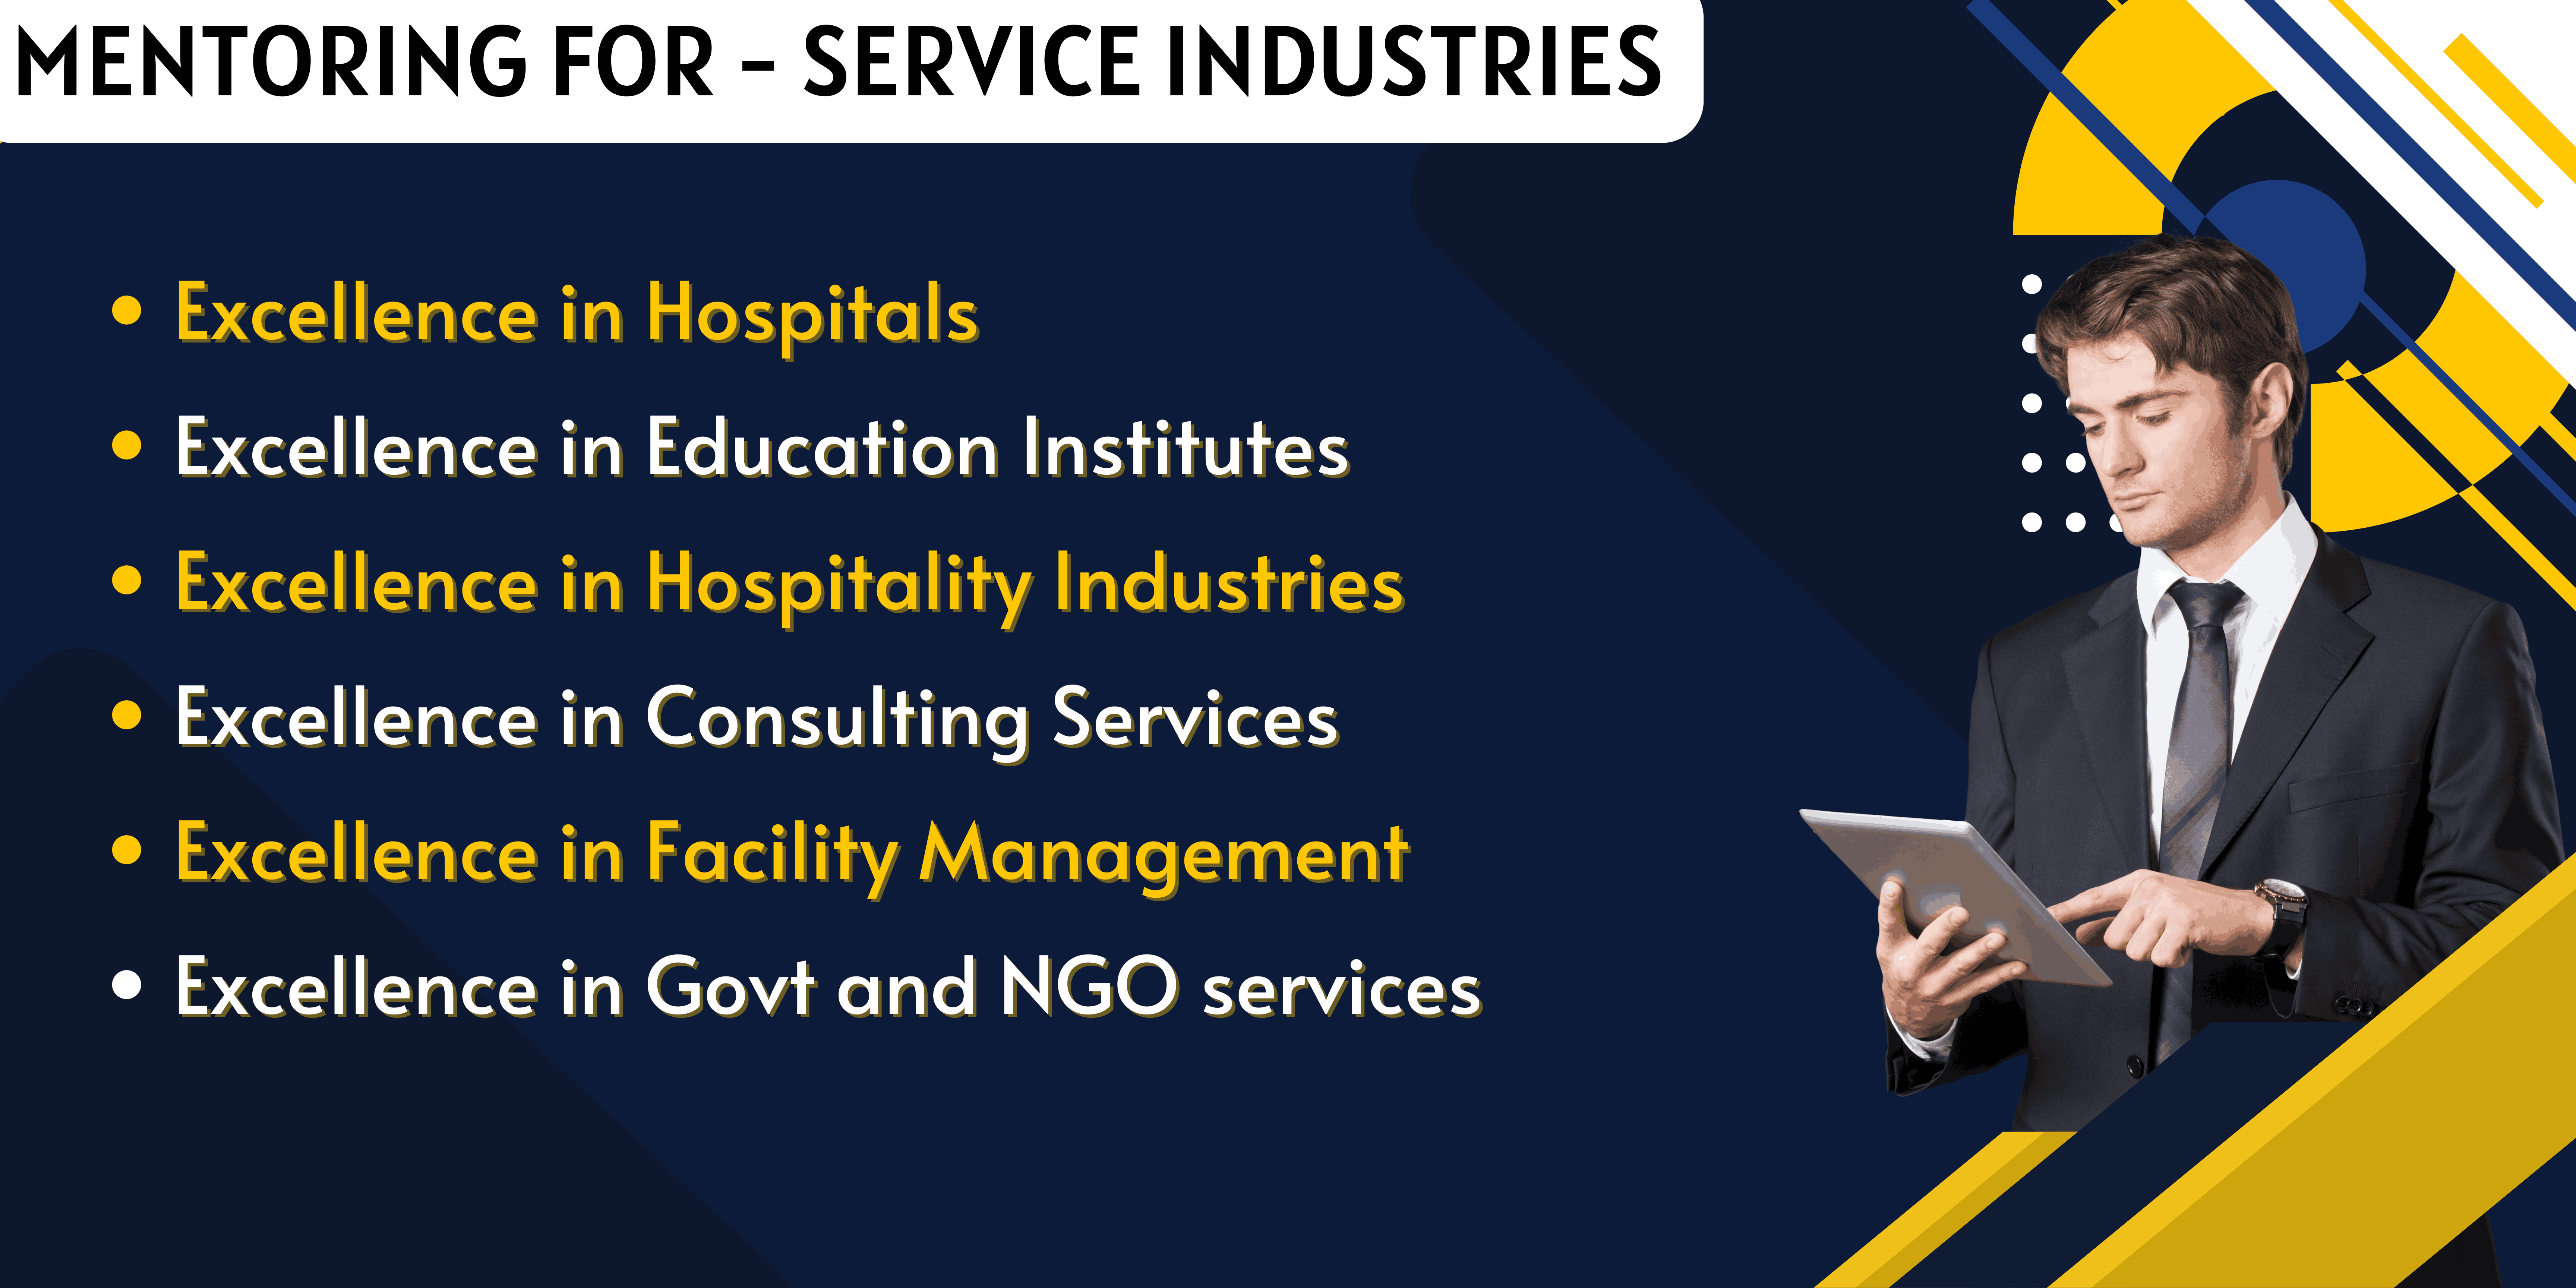 MENTORING FOR - SERVICE INDUSTRIES
• Excellence in Hospitals
• Excellence in Education Institutes
• Excellence in Hospitality Industries
• Excellence in Consulting Services
• Excellence in Facility Management
• Excellence in Govt and NGO services